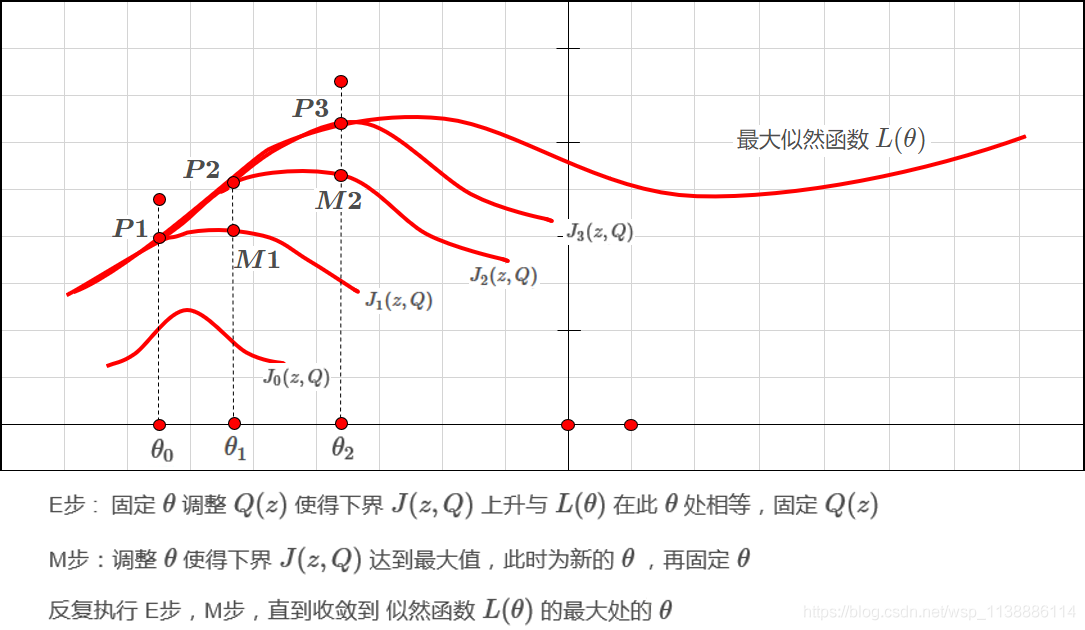 P3
最大似然函数 L(θ)
P2
M2
P1
J₃(z,Q)
M1
J₂(z,Q)
J₁(z,Q)
J₀(z,Q)
θ₀ θ₁ θ₂
E步： 固定 θ 调整 Q(z) 使得下界 J(z,Q) 上升与 L(θ) 在此 θ 处相等，固定 Q(z)
M步：调整 θ 使得下界 J(z,Q) 达到最大值，此时为新的 θ ，再固定 θ
反复执行 E步，M步，直到收敛到 似然函数 L(θ) 的最大处的 θ
https://blog.csdn.net/wsp_1138886114